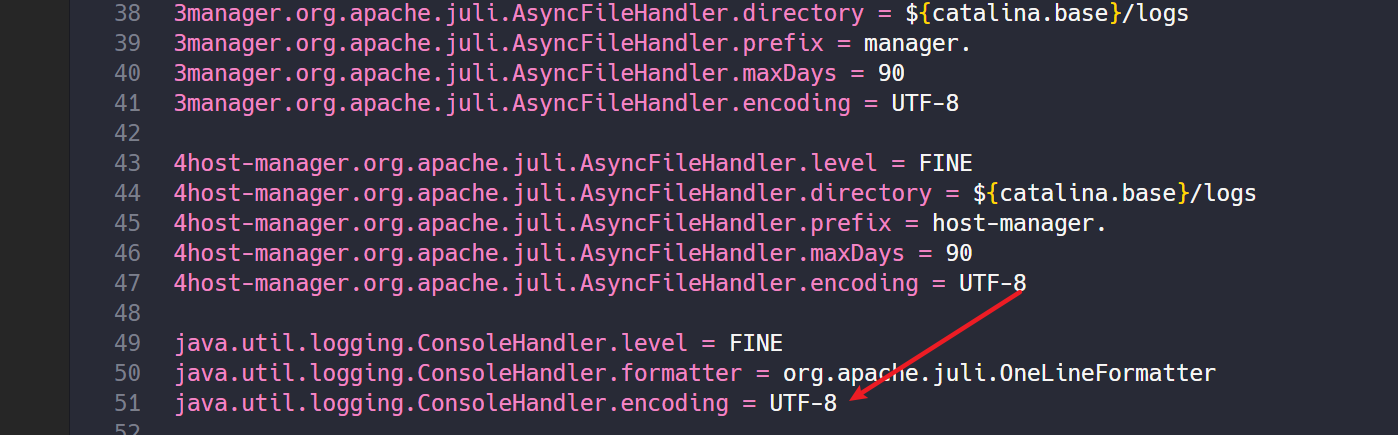 38 3manager.org.apache.juli.AsyncFileHandler.directory = ${catalina.base}/logs
39 3manager.org.apache.juli.AsyncFileHandler.prefix = manager.
40 3manager.org.apache.juli.AsyncFileHandler.maxDays = 90
41 3manager.org.apache.juli.AsyncFileHandler.encoding = UTF-8
42
43 4host-manager.org.apache.juli.AsyncFileHandler.level = FINE
44 4host-manager.org.apache.juli.AsyncFileHandler.directory = ${catalina.base}/logs
45 4host-manager.org.apache.juli.AsyncFileHandler.prefix = host-manager.
46 4host-manager.org.apache.juli.AsyncFileHandler.maxDays = 90
47 4host-manager.org.apache.juli.AsyncFileHandler.encoding = UTF-8
48
49 java.util.logging.ConsoleHandler.level = FINE
50 java.util.logging.ConsoleHandler.formatter = org.apache.juli.OneLineFormatter
51 java.util.logging.ConsoleHandler.encoding = UTF-8
52